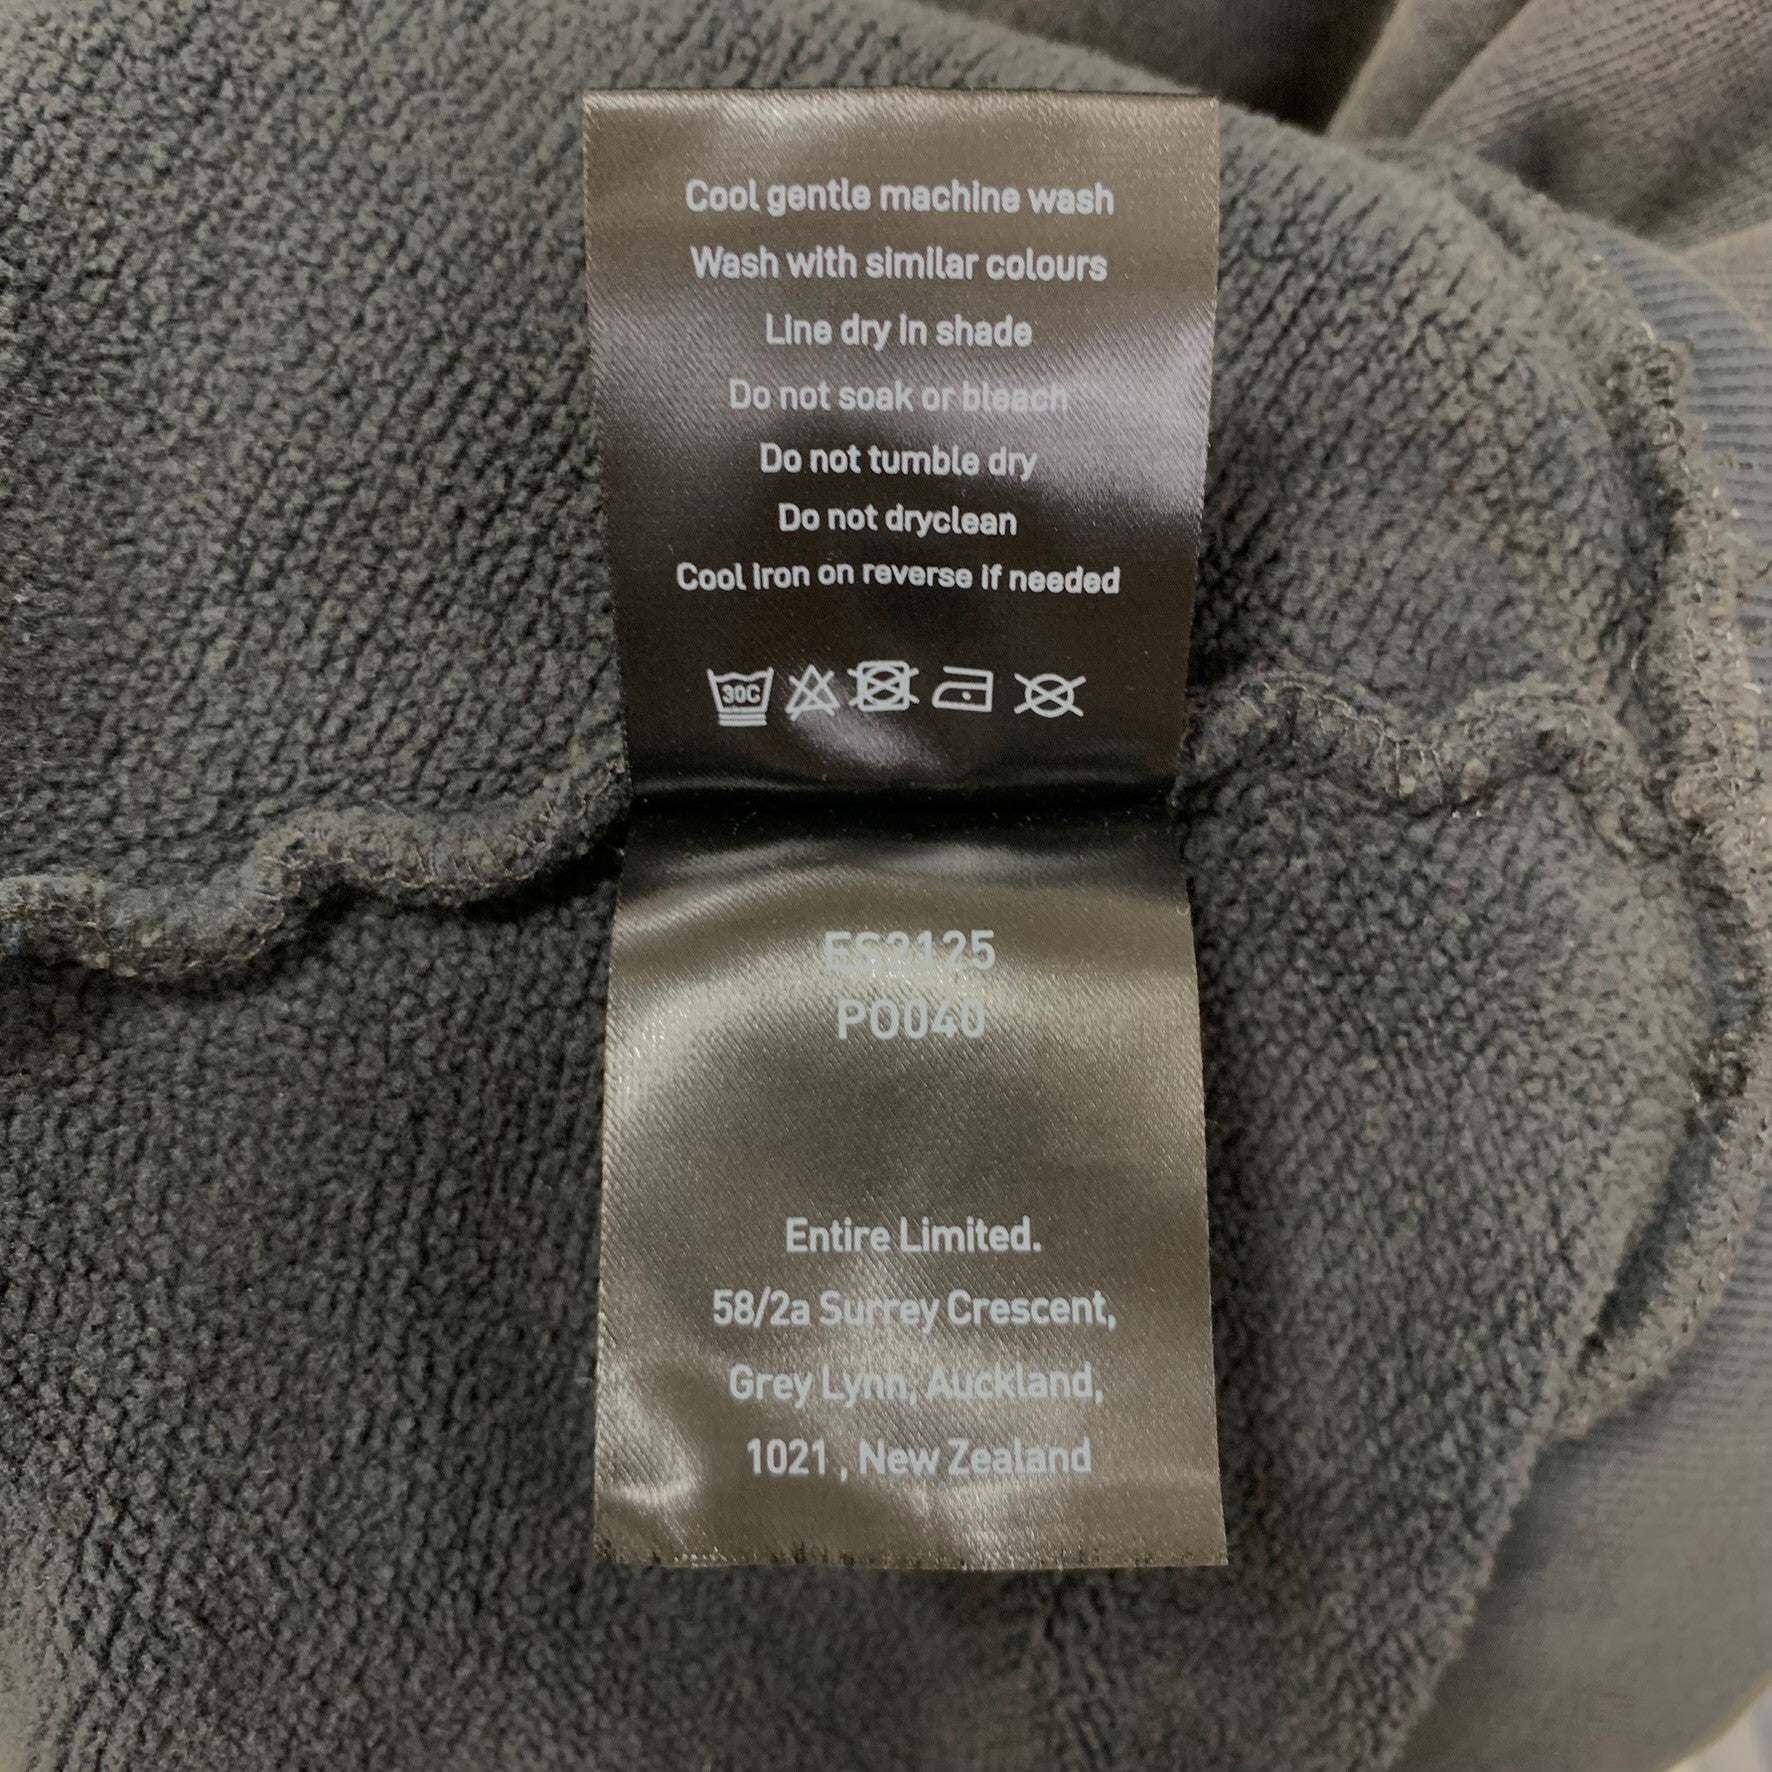 Cool gentle machine wash
Wash with similar colours
Line dry in shade
Do not soak or bleach
Do not tumble dry
Do not dryclean
Cool Iron on reverse if needed
30C
ES2125
PO040
Entire Limited.
58/2a Surrey Crescent,
Grey Lynn, Auckland,
1021 , New Zealand